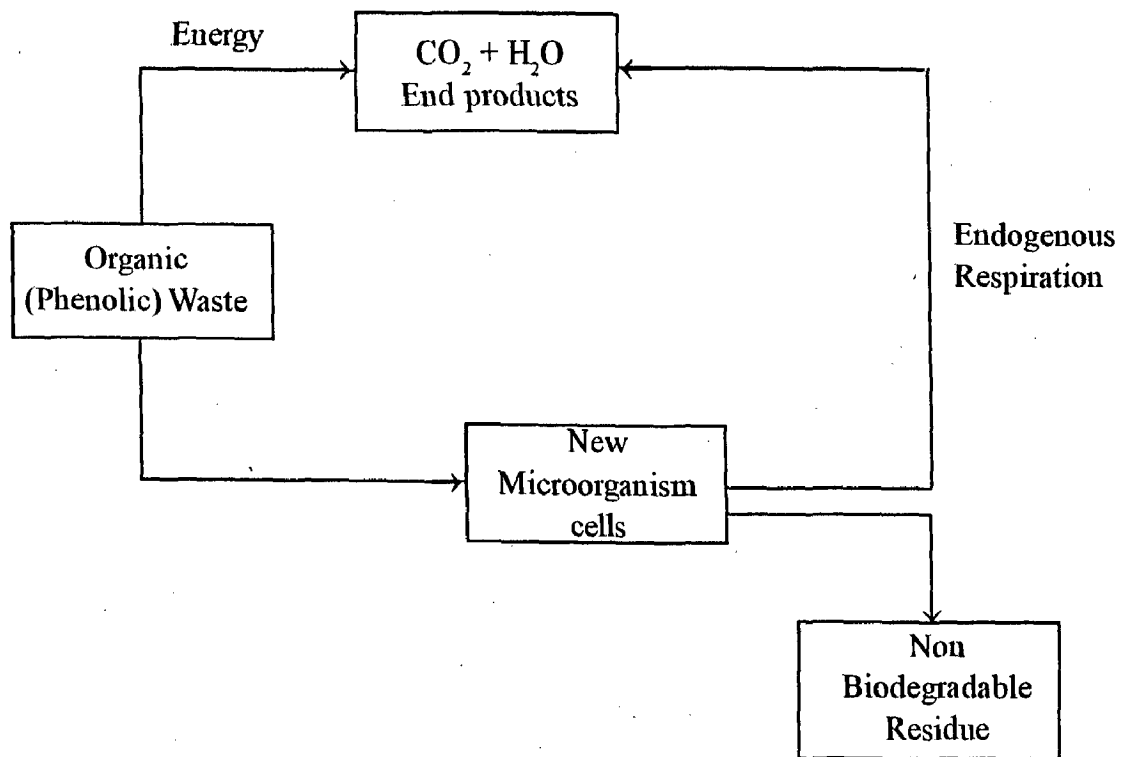 Energy
CO₂ + H₂O
End products
Organic
(Phenolic) Waste
Endogenous
Respiration
New
Microorganism
cells
Non
Biodegradable
Residue